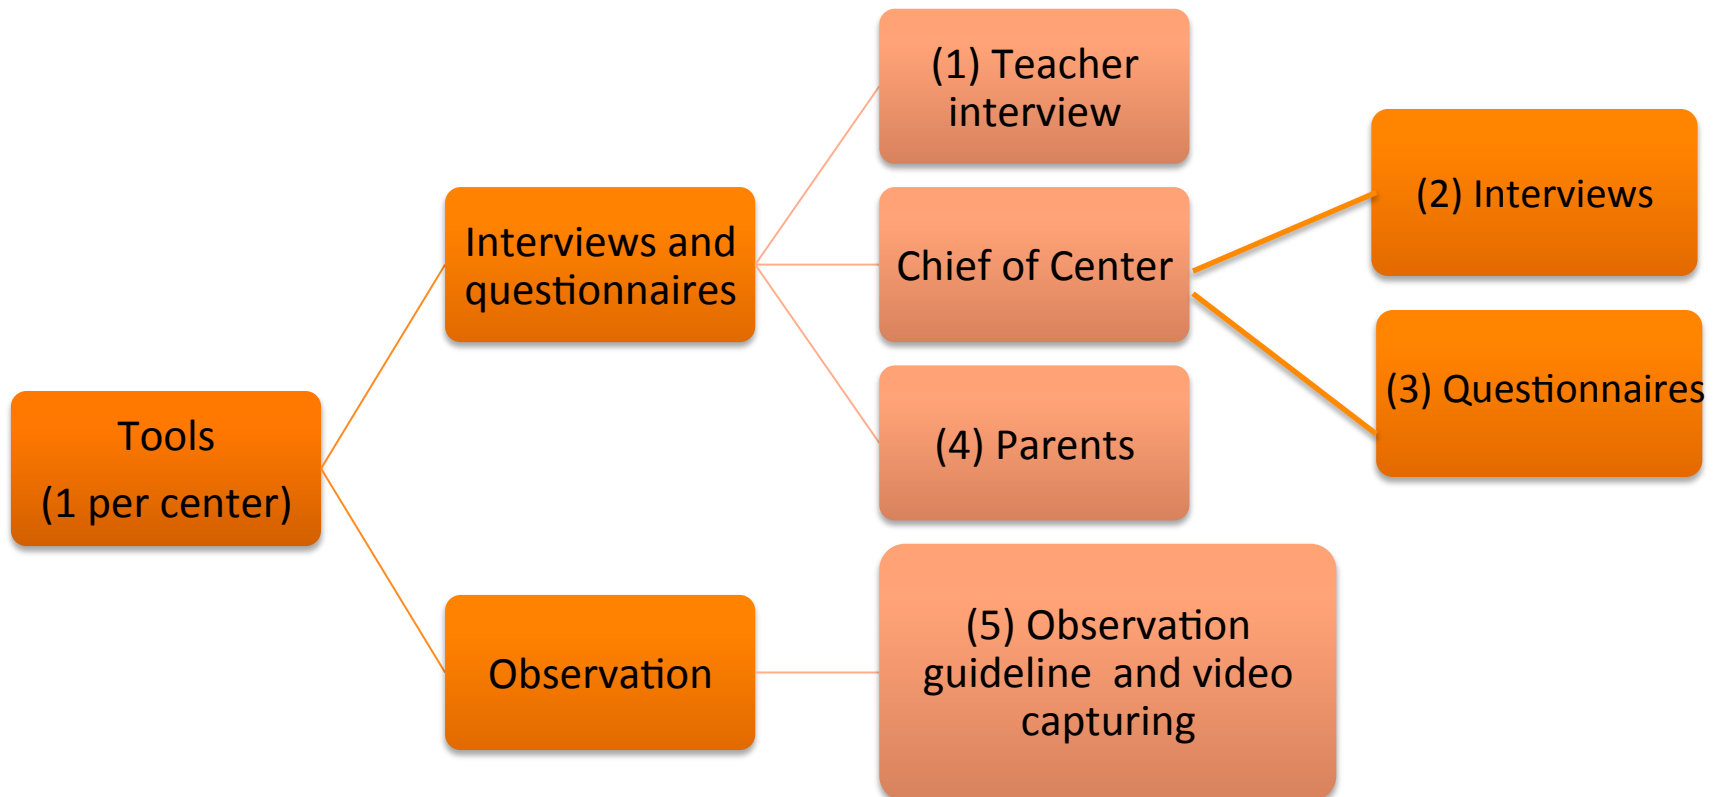 Tools
(1 per center)
Interviews and
questionnaires
Observation
(1) Teacher
interview
Chief of Center
(4) Parents
(5) Observation
guideline  and video
capturing
(2) Interviews
(3) Questionnaires